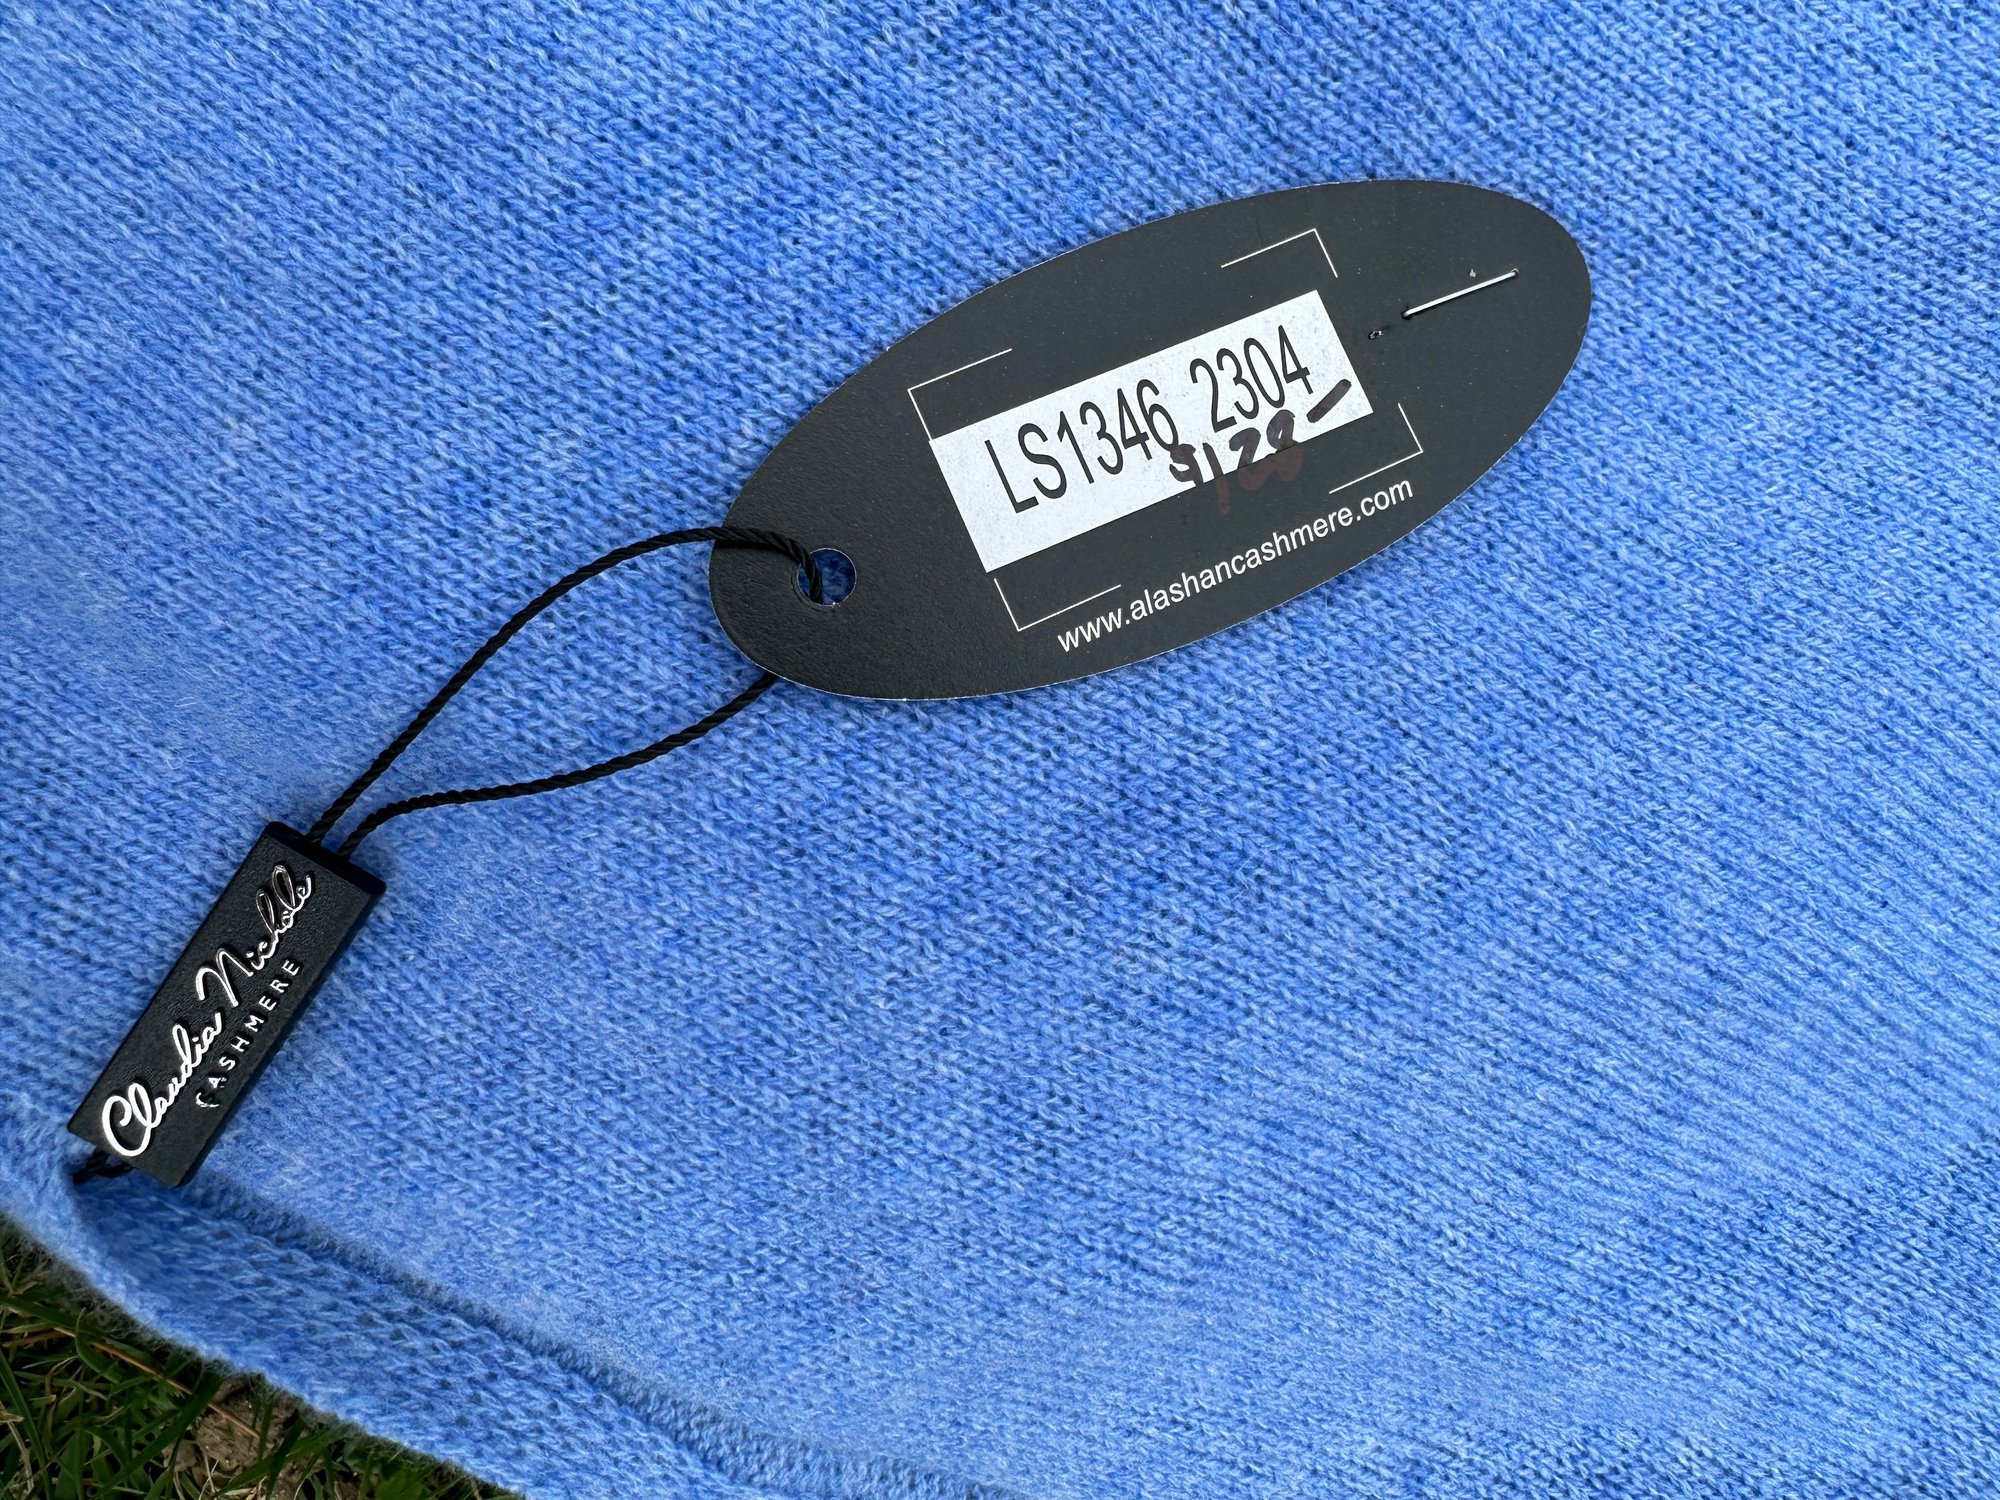 LS1346 2304
$128-
www.alashancashmere.com
Claudia Nichole
CASHMERE